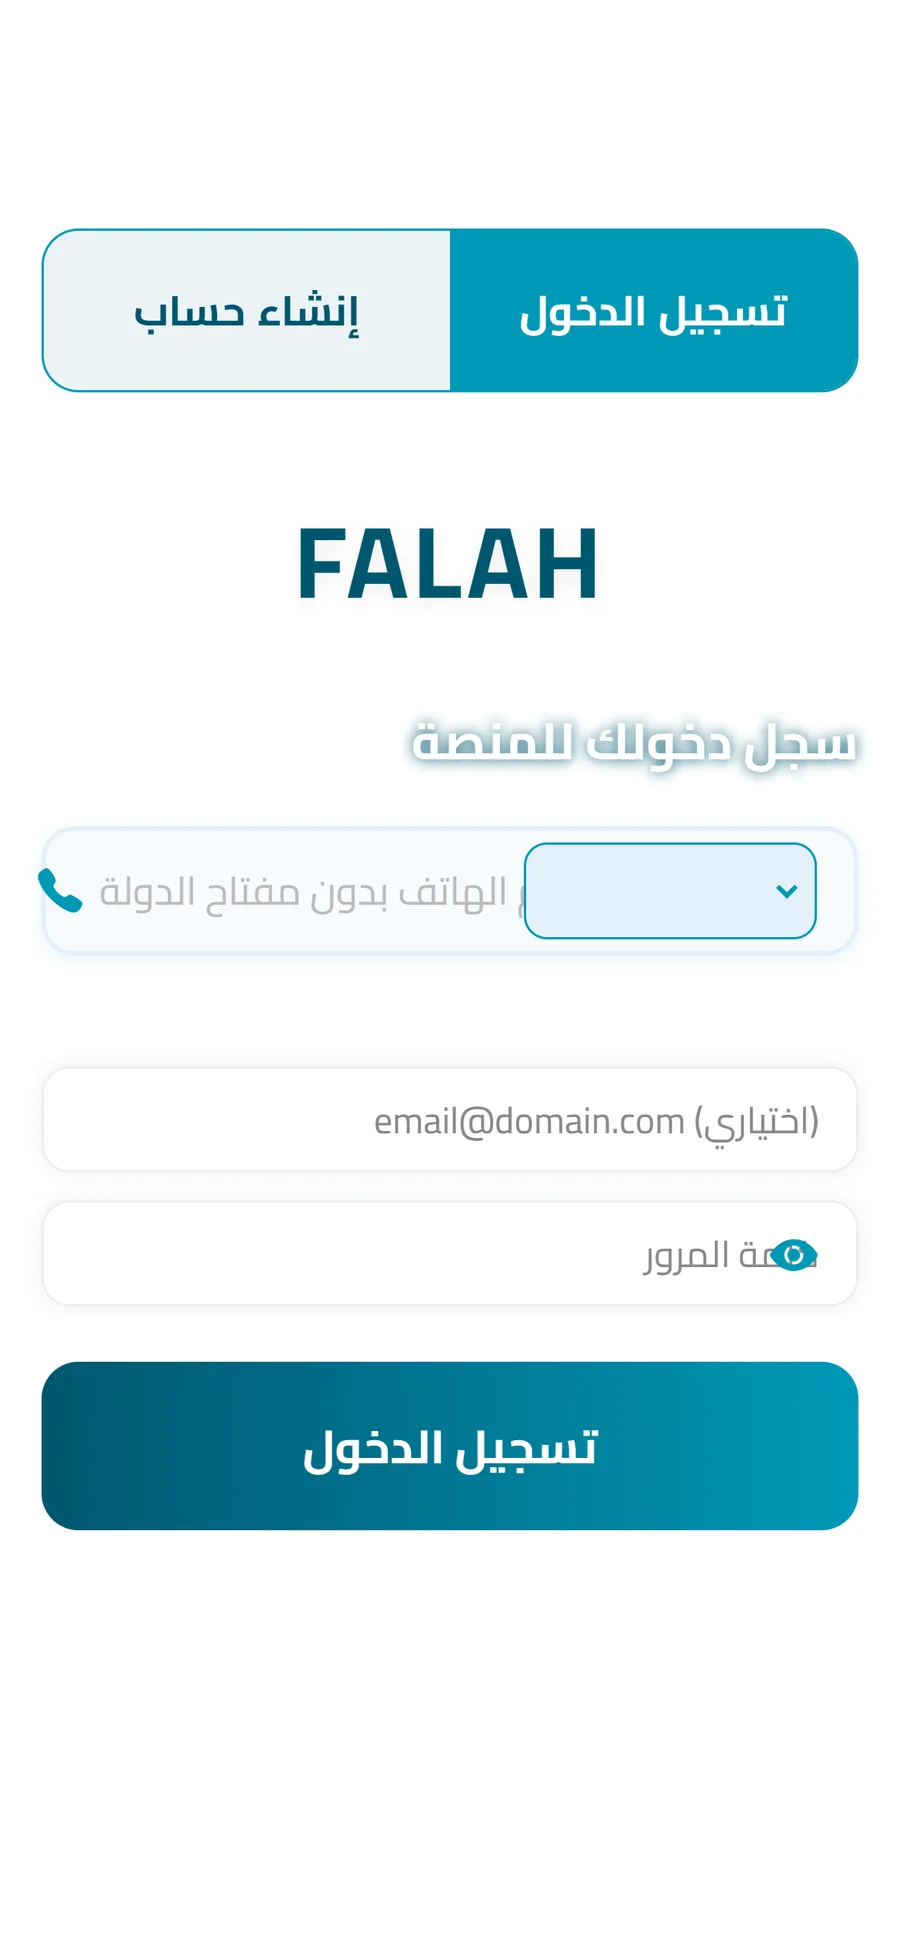 تسجيل الدخول
إنشاء حساب
FALAH
سجل دخولك للمنصة
الهاتف بدون مفتاح الدولة
(اختياري) email@domain.com
المرور
تسجيل الدخول